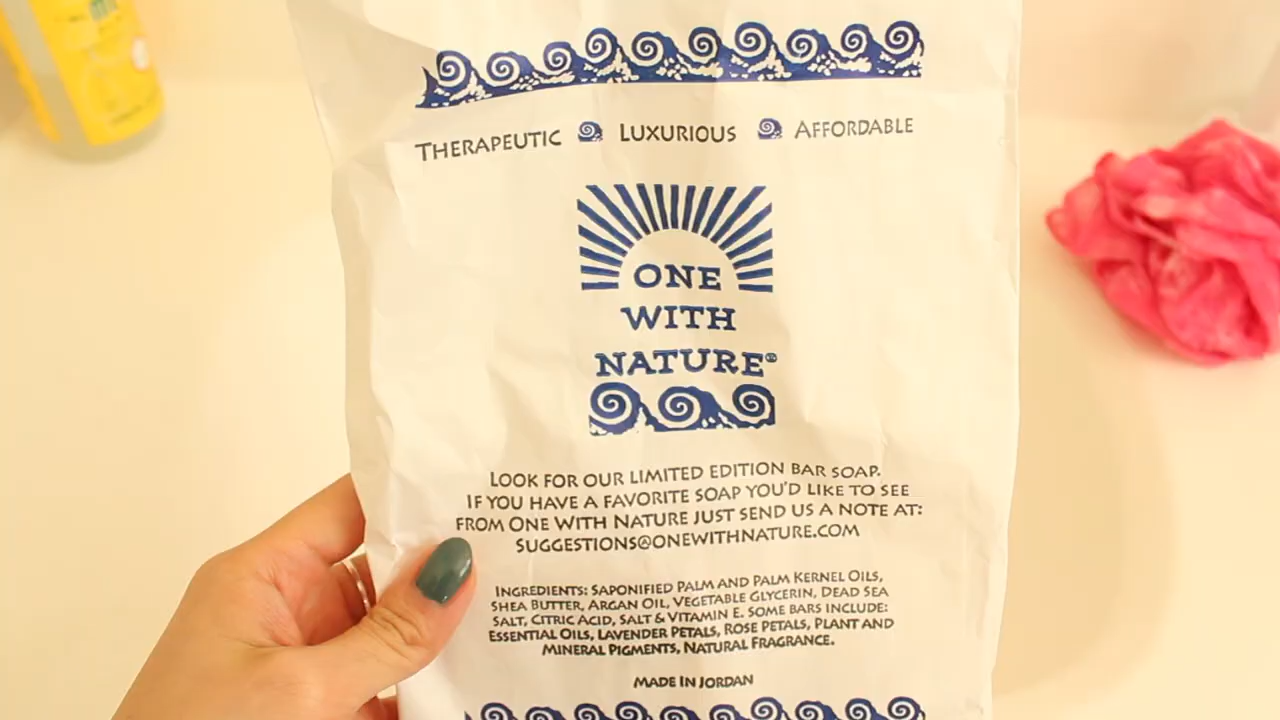 THERAPEUTIC LUXURIOUS AFFORDABLE
ONE
WITH
NATURE®
LOOK FOR OUR LIMITED EDITION BAR SOAP.
IF YOU HAVE A FAVORITE SOAP YOU'D LIKE TO SEE
FROM ONE WITH NATURE JUST SEND US A NOTE AT:
SUGGESTIONS@ONEWITHNATURE.COM
INGREDIENTS: SAPONIFIED PALM AND PALM KERNEL OILS,
SHEA BUTTER, ARGAN OIL, VEGETABLE GLYCERIN, DEAD SEA
SALT, CITRIC ACID, SALT & VITAMIN E. SOME BARS INCLUDE:
ESSENTIAL OILS, LAVENDER PETALS, ROSE PETALS, PLANT AND
MINERAL PIGMENTS, NATURAL FRAGRANCE.
MADE IN JORDAN